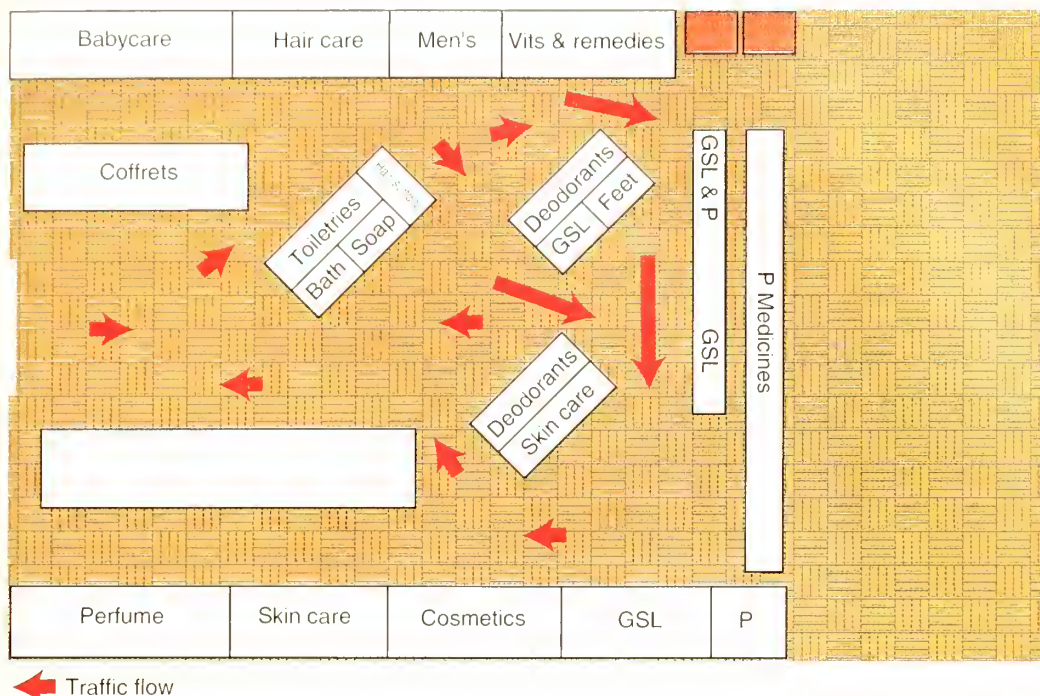 Babycare
Hair care
Men's
Vits & remedies
Coffrets
Toiletries
Bath
Soap
Deodorants
GSL
Feet
GSL & P
GSL
P Medicines
Deodorants
Skin care
Perfume
Skin care
Cosmetics
GSL
P
Traffic flow